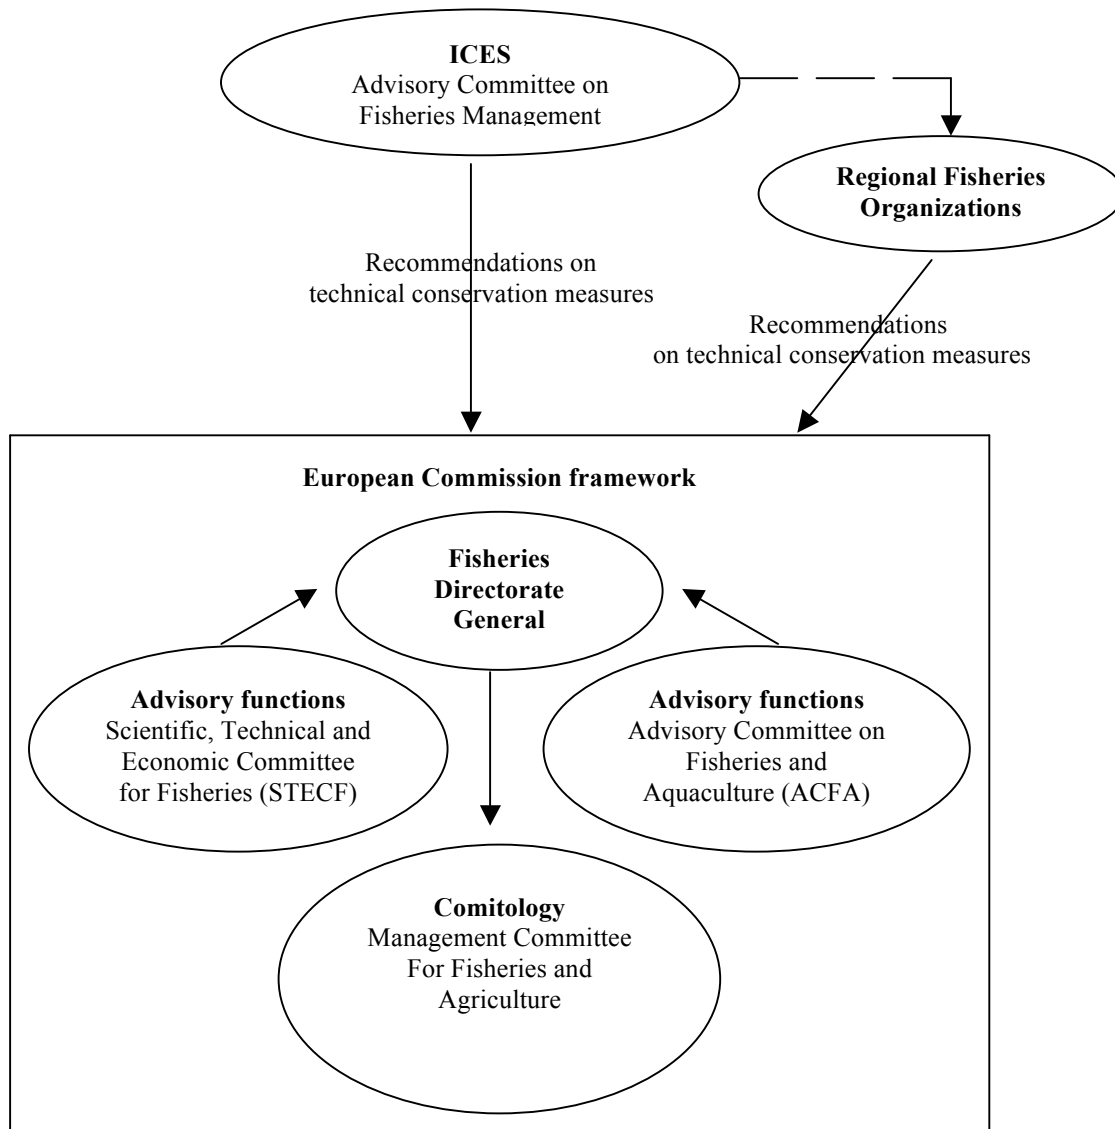 ICES
Advisory Committee on
Fisheries Management
Regional Fisheries
Organizations
Recommendations on
technical conservation measures
Recommendations
on technical conservation measures
European Commission framework
Fisheries
Directorate
General
Advisory functions
Scientific, Technical and
Economic Committee
for Fisheries (STECF)
Advisory functions
Advisory Committee on
Fisheries and
Aquaculture (ACFA)
Comitology
Management Committee
For Fisheries and
Agriculture